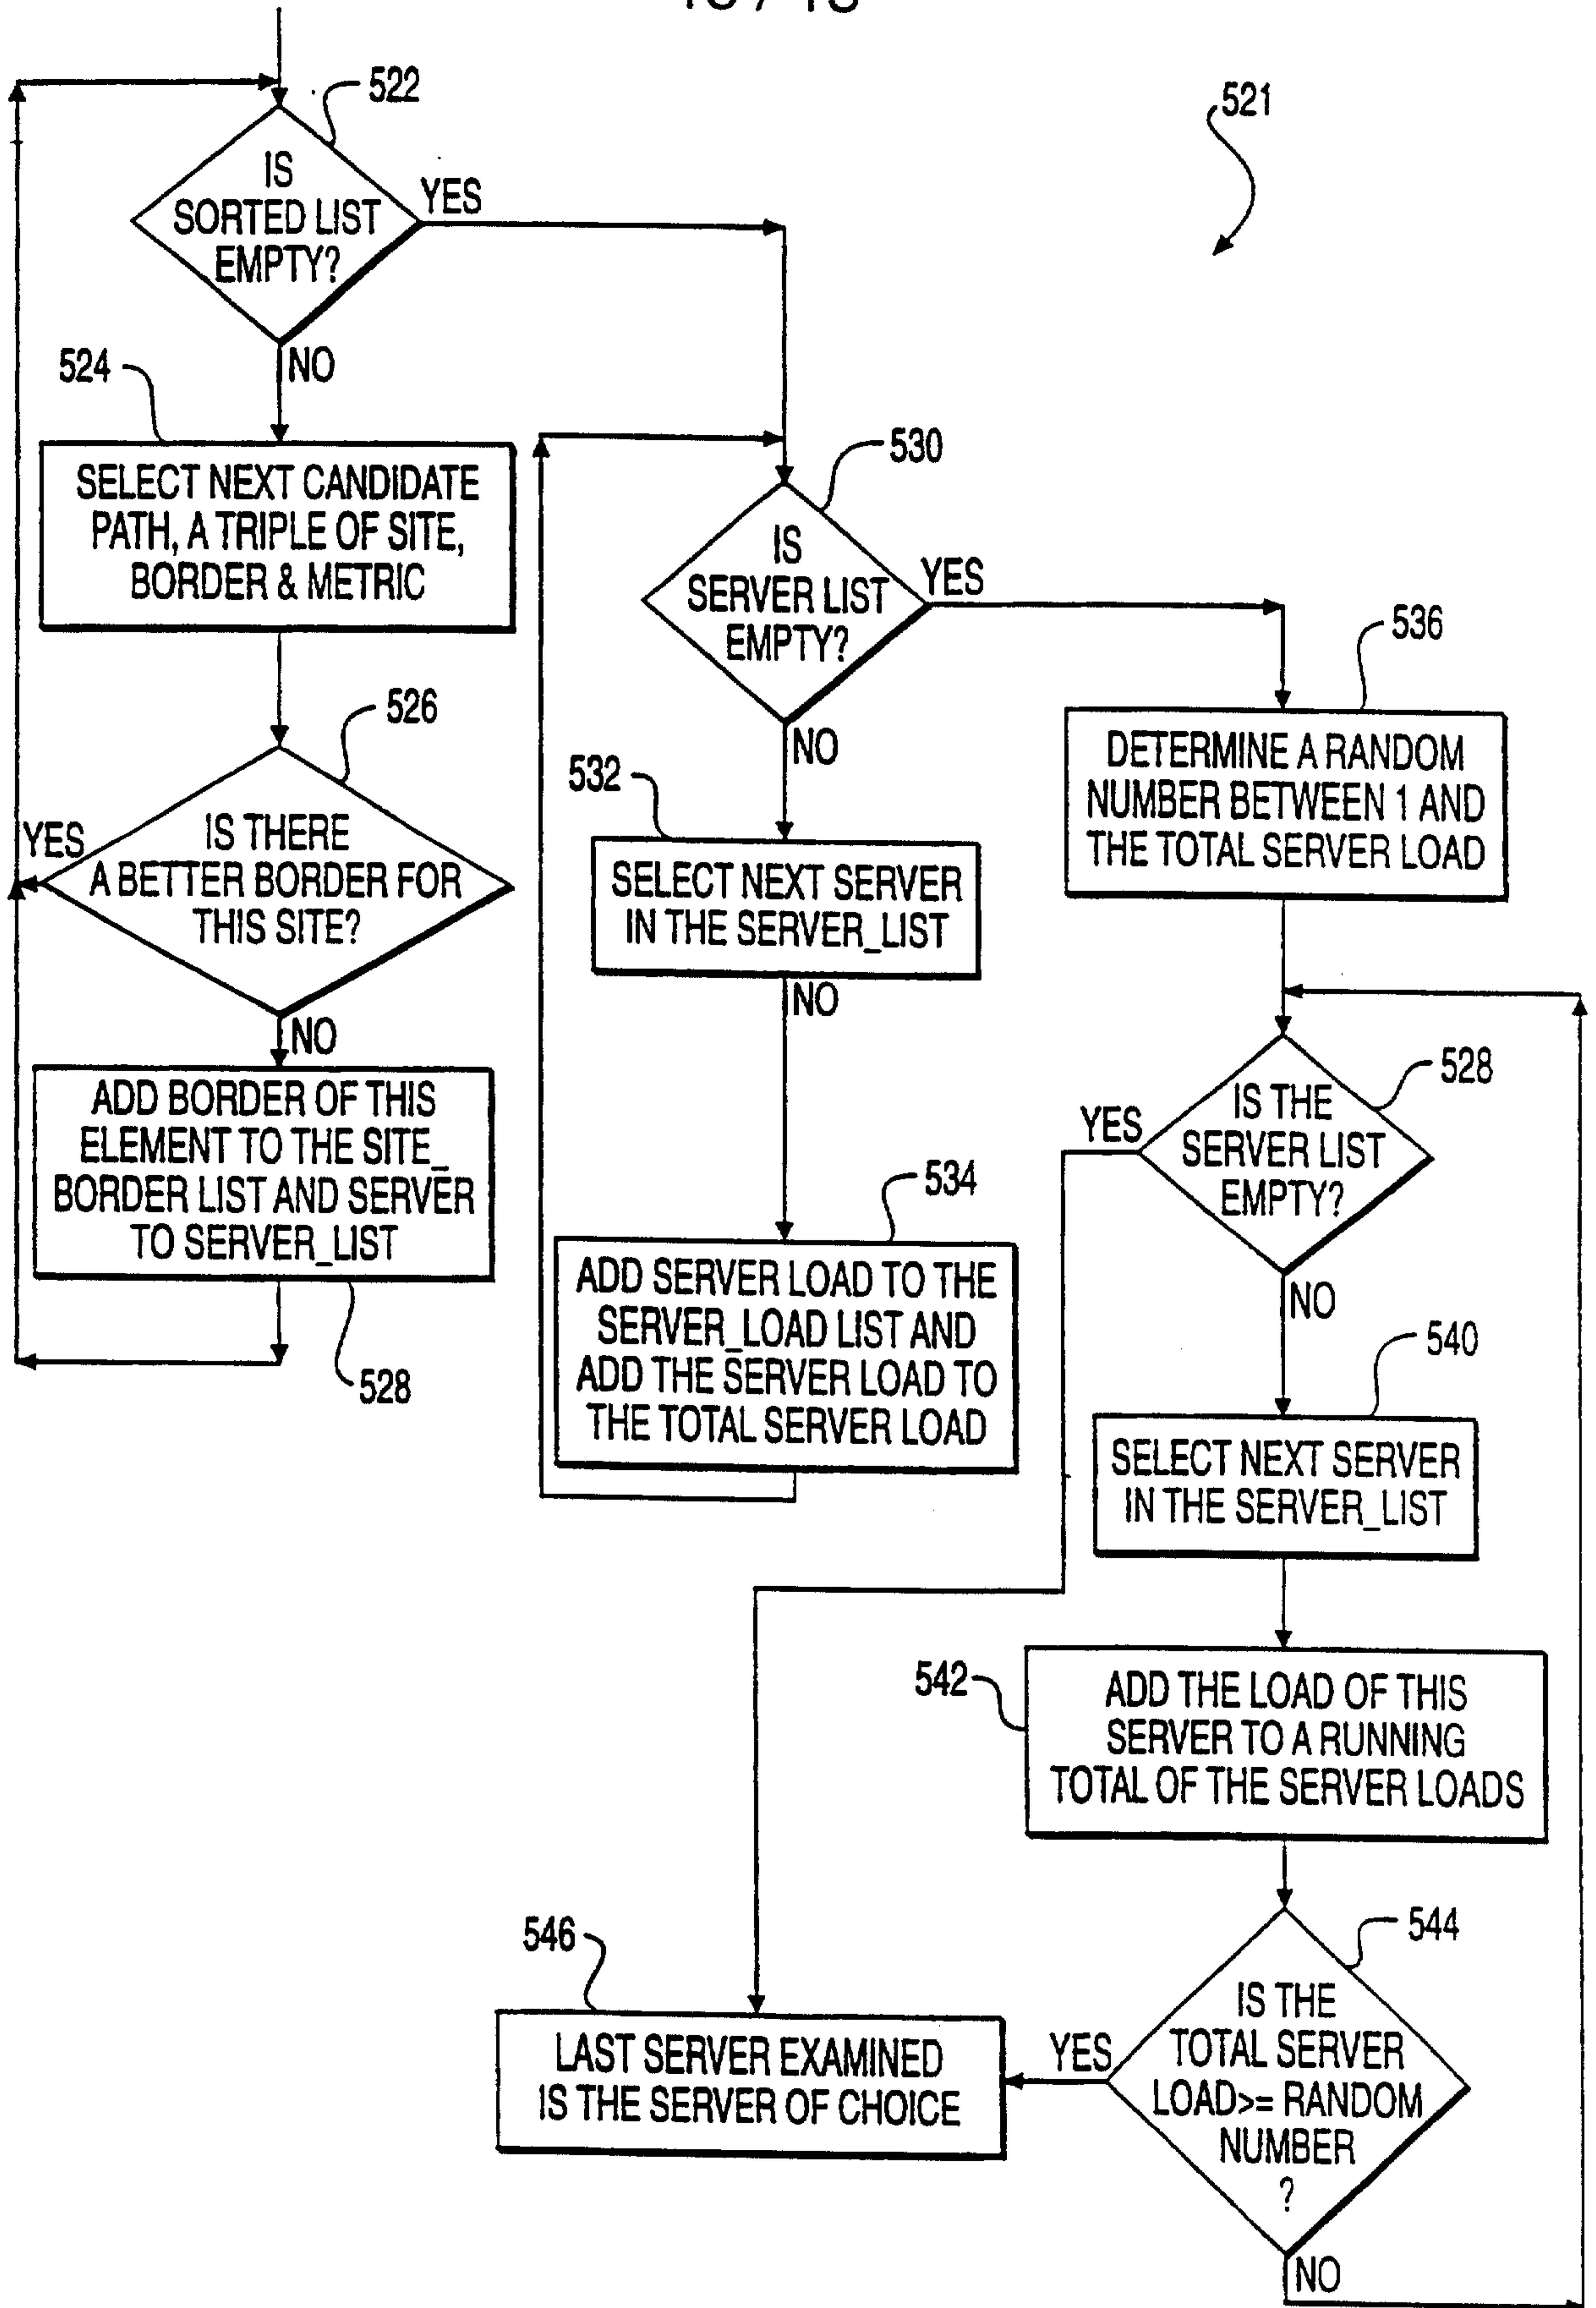 522
521
IS
SORTED LIST
EMPTY?
YES
NO
524
SELECT NEXT CANDIDATE
PATH, A TRIPLE OF SITE,
BORDER & METRIC
526
IS THERE
A BETTER BORDER FOR
THIS SITE?
YES
NO
ADD BORDER OF THIS
ELEMENT TO THE SITE_
BORDER LIST AND SERVER
TO SERVER_LIST
528
530
IS
SERVER LIST
EMPTY?
YES
NO
532
SELECT NEXT SERVER
IN THE SERVER_LIST
NO
534
ADD SERVER LOAD TO THE
SERVER_LOAD LIST AND
ADD THE SERVER LOAD TO
THE TOTAL SERVER LOAD
536
DETERMINE A RANDOM
NUMBER BETWEEN 1 AND
THE TOTAL SERVER LOAD
528
IS THE
SERVER LIST
EMPTY?
YES
NO
540
SELECT NEXT SERVER
IN THE SERVER_LIST
542
ADD THE LOAD OF THIS
SERVER TO A RUNNING
TOTAL OF THE SERVER LOADS
544
IS THE
TOTAL SERVER
LOAD>= RANDOM
NUMBER
?
YES
NO
546
LAST SERVER EXAMINED
IS THE SERVER OF CHOICE